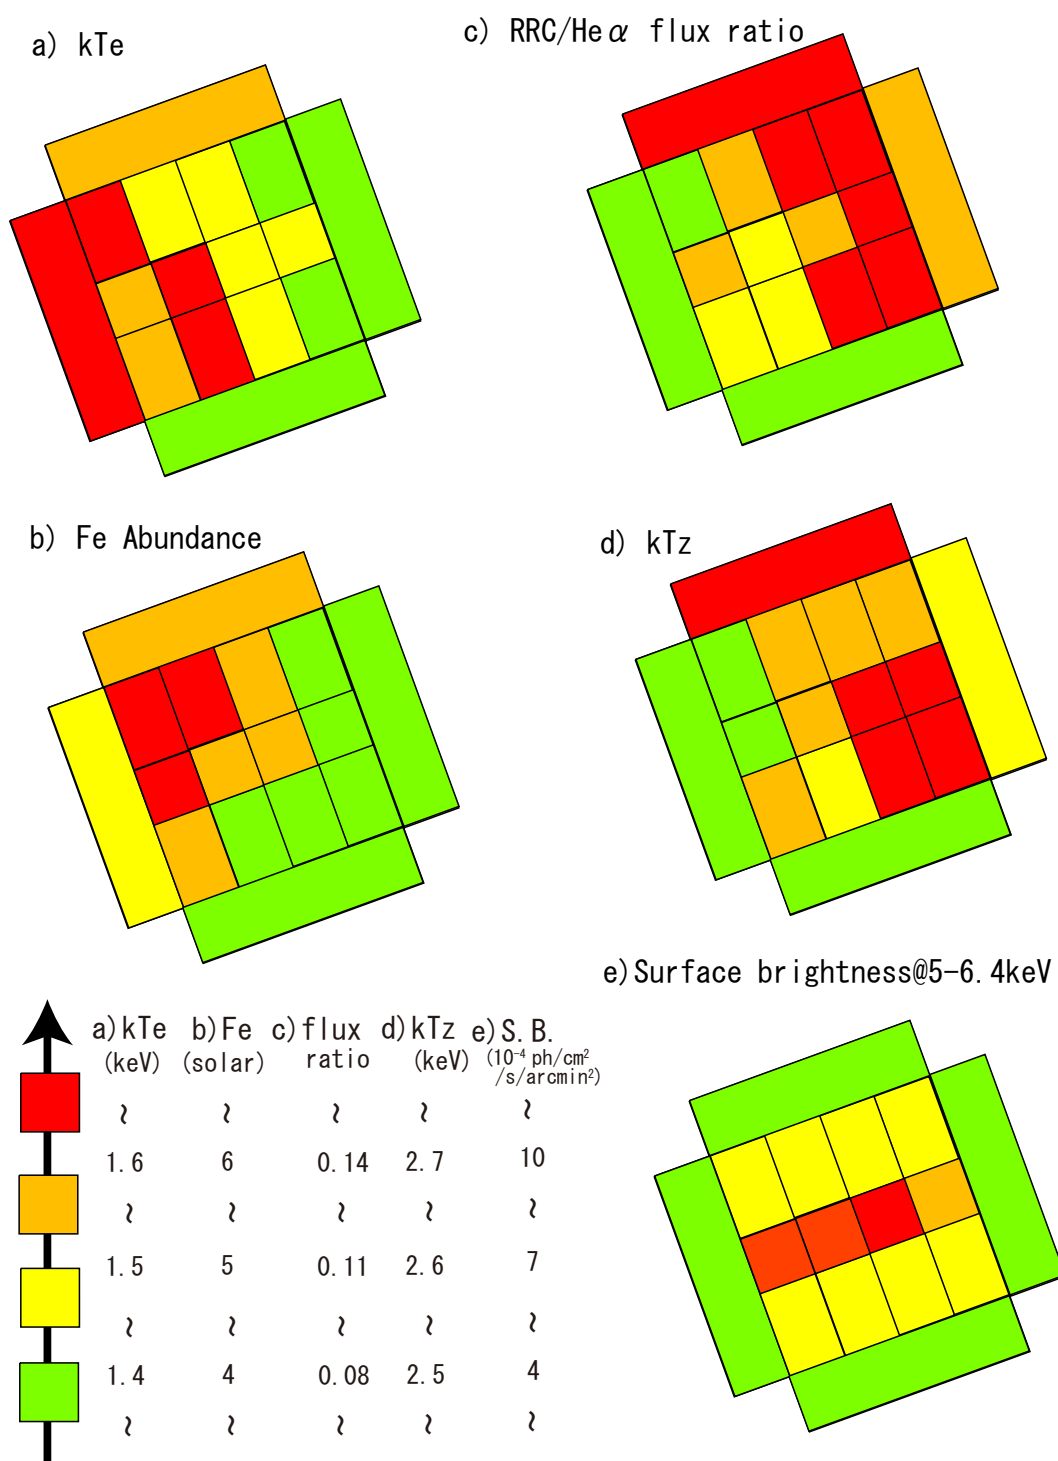 a) kTe
c) RRC/Heα flux ratio
b) Fe Abundance
d) kTz
e)Surface brightness@5-6.4keV
a)kTe b)Fe c)flux d)kTz e)S.B.
(keV) (solar) ratio (keV) (10⁻⁴ ph/cm²
/s/arcmin²)
~ ~ ~ ~ ~
1.6 6 0.14 2.7 10
~ ~ ~ ~ ~
1.5 5 0.11 2.6 7
~ ~ ~ ~ ~
1.4 4 0.08 2.5 4
~ ~ ~ ~ ~